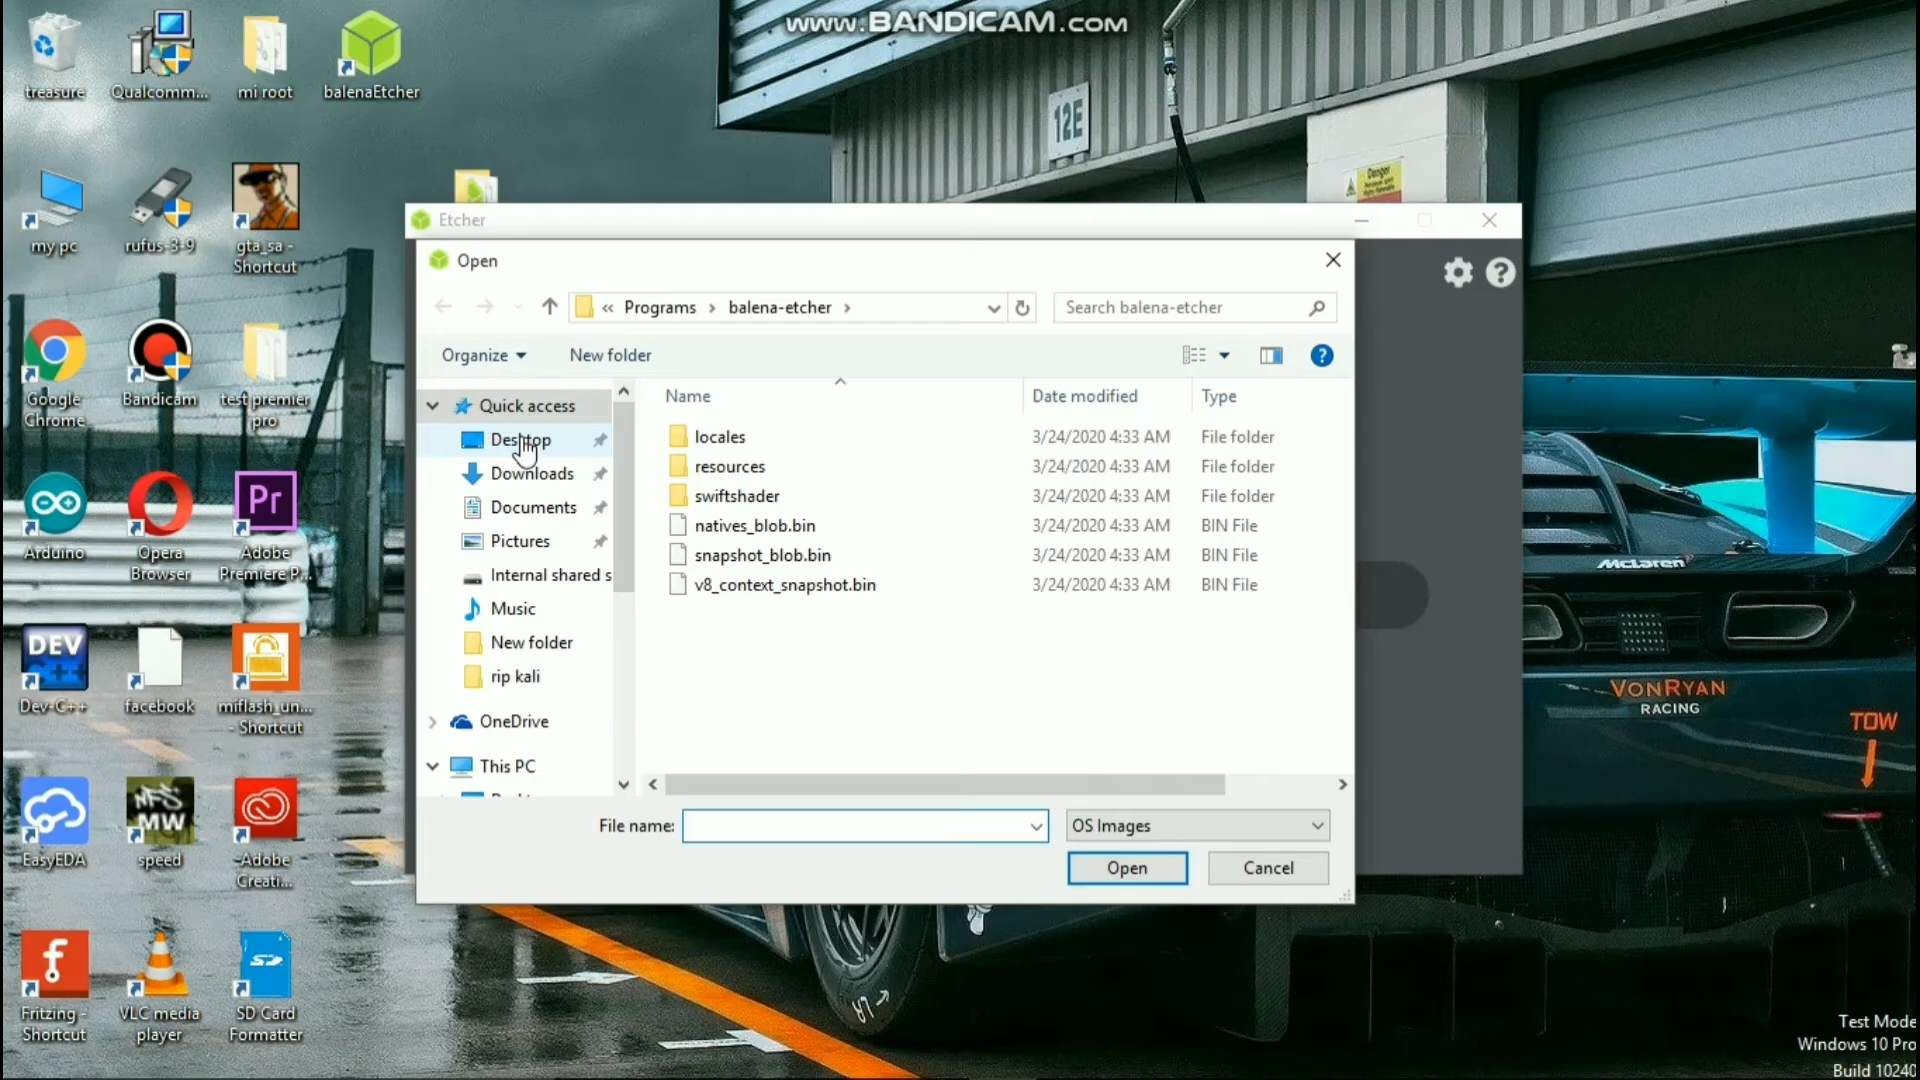 www.BANDICAM.com
treasure
Qualcomm...
mi root
balenaEtcher
my pc
rufus-3-9
gta_sa -
Shortcut
Google
Chrome
Bandicam
test premier
pro
Arduino
Opera
Browser
Adobe
Premiere P...
Dev-C++
facebook
miflash_un...
- Shortcut
EasyEDA
speed
Adobe
Creati...
Fritzing -
Shortcut
VLC media
player
SD Card
Formatter
Pr
DEV
C++
NFS
MW
12E
Danger
Etcher
Open
« Programs > balena-etcher >
Search balena-etcher
Organize
New folder
Quick access
Desktop
Downloads
Documents
Pictures
Internal shared s
Music
New folder
rip kali
OneDrive
This PC
Name Date modified Type
locales 3/24/2020 4:33 AM File folder
resources 3/24/2020 4:33 AM File folder
swiftshader 3/24/2020 4:33 AM File folder
natives_blob.bin 3/24/2020 4:33 AM BIN File
snapshot_blob.bin 3/24/2020 4:33 AM BIN File
v8_context_snapshot.bin 3/24/2020 4:33 AM BIN File
File name:
OS Images
Open
Cancel
McLaren
VONRYAN
RACING
TOW
LR
Test Mode
Windows 10 Pro
Build 10240